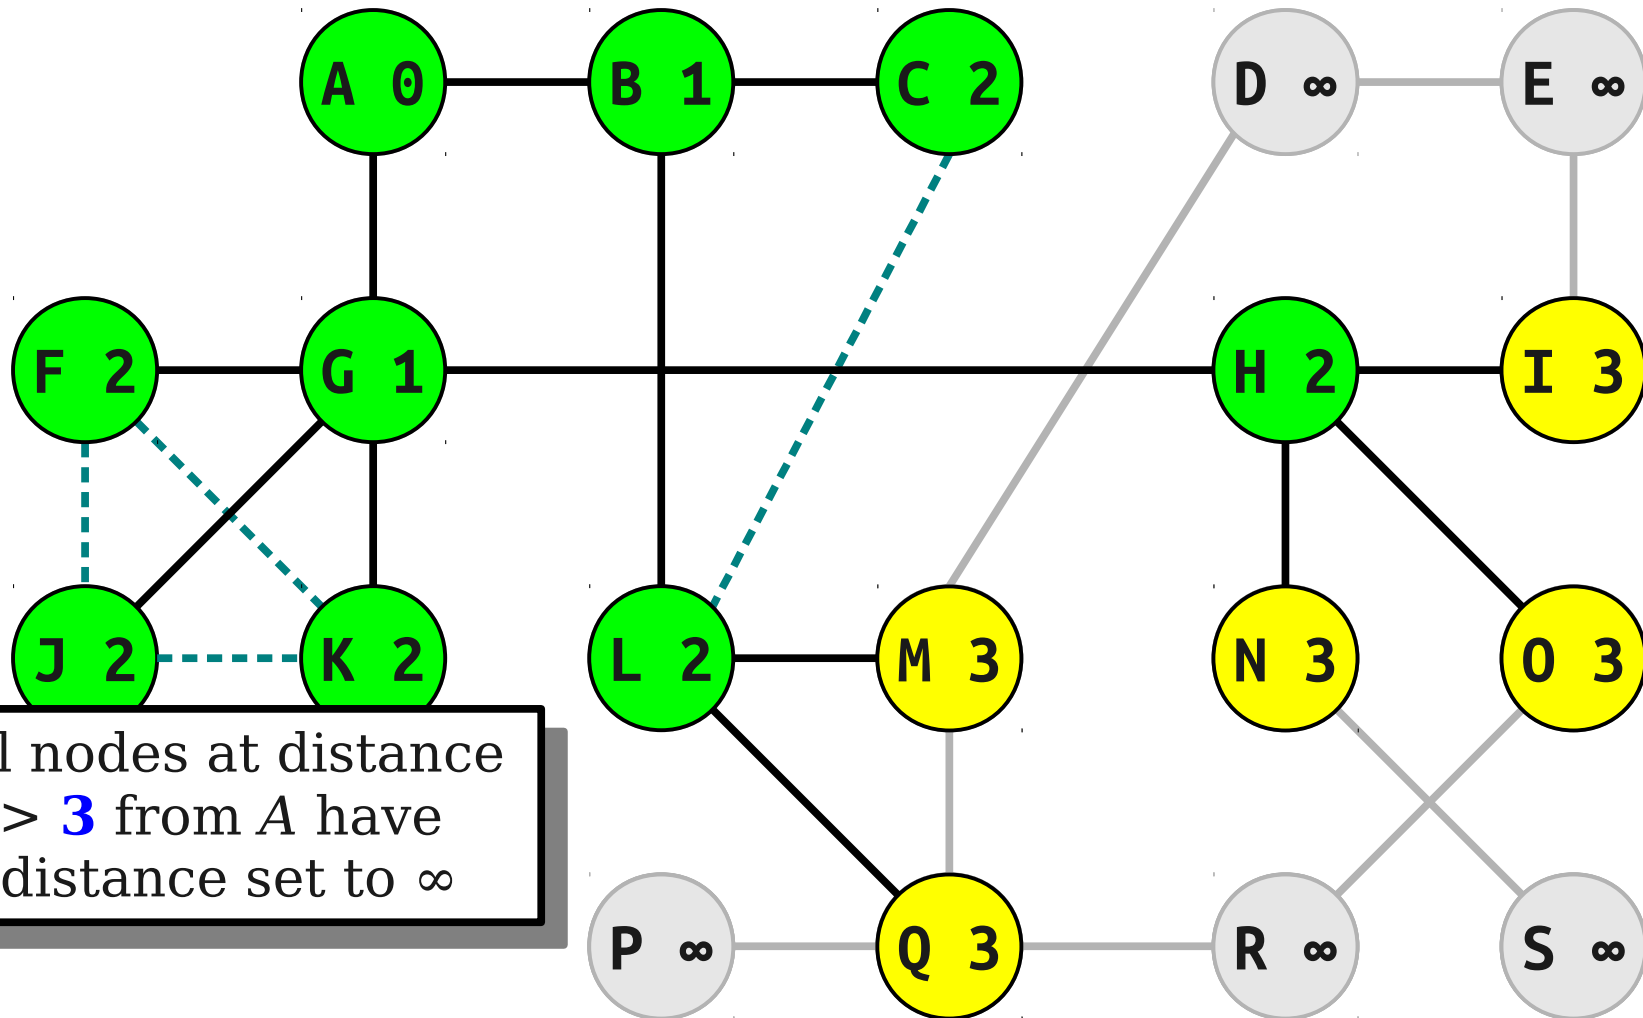 A 0 B 1 C 2 D ∞ E ∞
F 2 G 1 H 2 I 3
J 2 K 2 L 2 M 3 N 3 O 3
nodes at distance
> 3 from A have
distance set to ∞
P ∞ Q 3 R ∞ S ∞